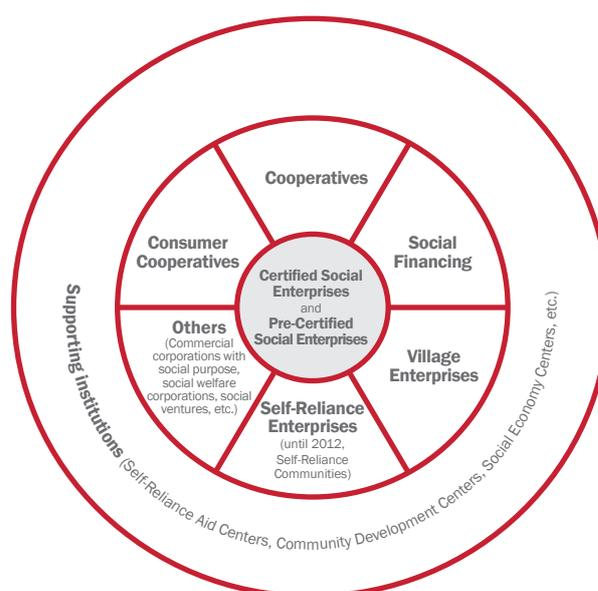 Cooperatives
Consumer
Cooperatives
Social
Financing
Certified Social
Enterprises
and
Pre-Certified
Social Enterprises
Others
(Commercial
corporations with
social purpose,
social welfare
corporations, social
ventures, etc.)
Village
Enterprises
Self-Reliance
Enterprises
(until 2012,
Self-Reliance
Communities)
Supporting institutions (Self-Reliance Aid Centers, Community Development Centers, Social Economy Centers, etc.)